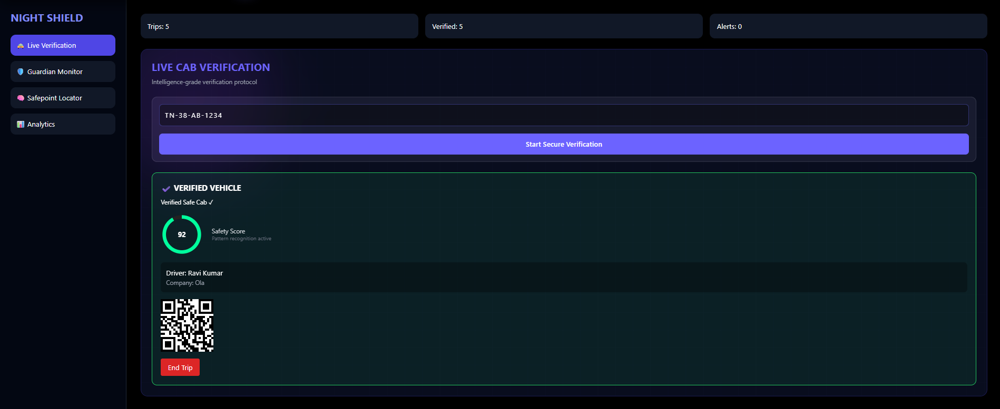 NIGHT SHIELD
Live Verification
Guardian Monitor
Safepoint Locator
Analytics
Trips: 5
Verified: 5
Alerts: 0
LIVE CAB VERIFICATION
Intelligence-grade verification protocol
TN-38-AB-1234
Start Secure Verification
✔ VERIFIED VEHICLE
Verified Safe Cab ✓
92
Safety Score
Pattern recognition active
Driver: Ravi Kumar
Company: Ola
End Trip